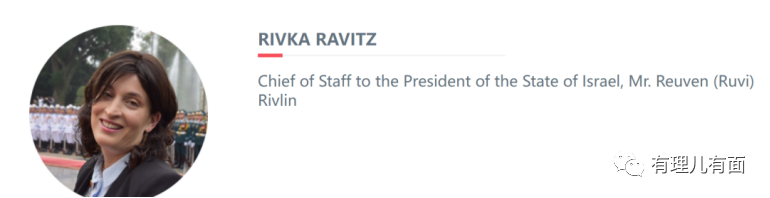 RIVKA RAVITZ
Chief of Staff to the President of the State of Israel, Mr. Reuven (Ruvi)
Rivlin
有理儿有面